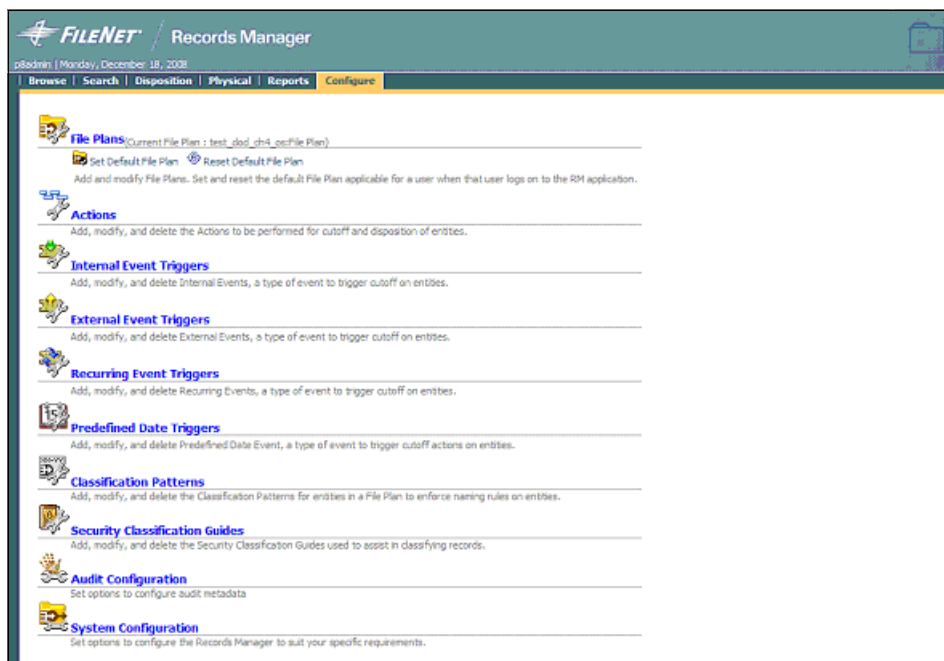 FILENET / Records Manager
p8admin | Monday, December 18, 2008
| Browse | Search | Disposition | Physical | Reports | Configure
File Plans(Current File Plan : test_dod_ch4_os:File Plan)
Set Default File Plan Reset Default File Plan
Add and modify File Plans. Set and reset the default File Plan applicable for a user when that user logs on to the RM application.
Actions
Add, modify, and delete the Actions to be performed for cutoff and disposition of entities.
Internal Event Triggers
Add, modify, and delete Internal Events, a type of event to trigger cutoff on entities.
External Event Triggers
Add, modify, and delete External Events, a type of event to trigger cutoff on entities.
Recurring Event Triggers
Add, modify, and delete Recurring Events, a type of event to trigger cutoff on entities.
Predefined Date Triggers
Add, modify, and delete Predefined Date Event, a type of event to trigger cutoff actions on entities.
Classification Patterns
Add, modify, and delete the Classification Patterns for entities in a File Plan to enforce naming rules on entities.
Security Classification Guides
Add, modify, and delete the Security Classification Guides used to assist in classifying records.
Audit Configuration
Set options to configure audit metadata
System Configuration
Set options to configure the Records Manager to suit your specific requirements.